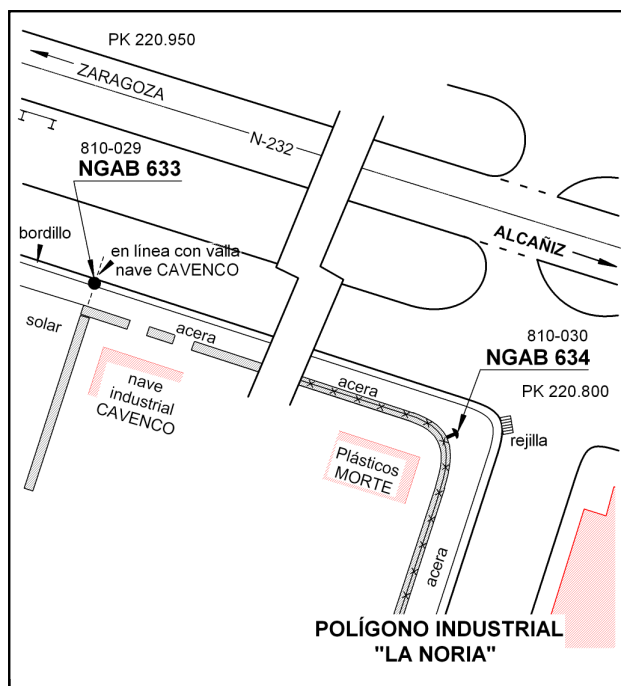 PK 220.950
ZARAGOZA
N-232
810-029
NGAB 633
bordillo
en línea con valla
nave CAVENCO
ALCAÑIZ
solar
acera
810-030
NGAB 634
PK 220.800
acera
nave
industrial
CAVENCO
rejilla
Plásticos
MORTE
acera
POLÍGONO INDUSTRIAL
"LA NORIA"